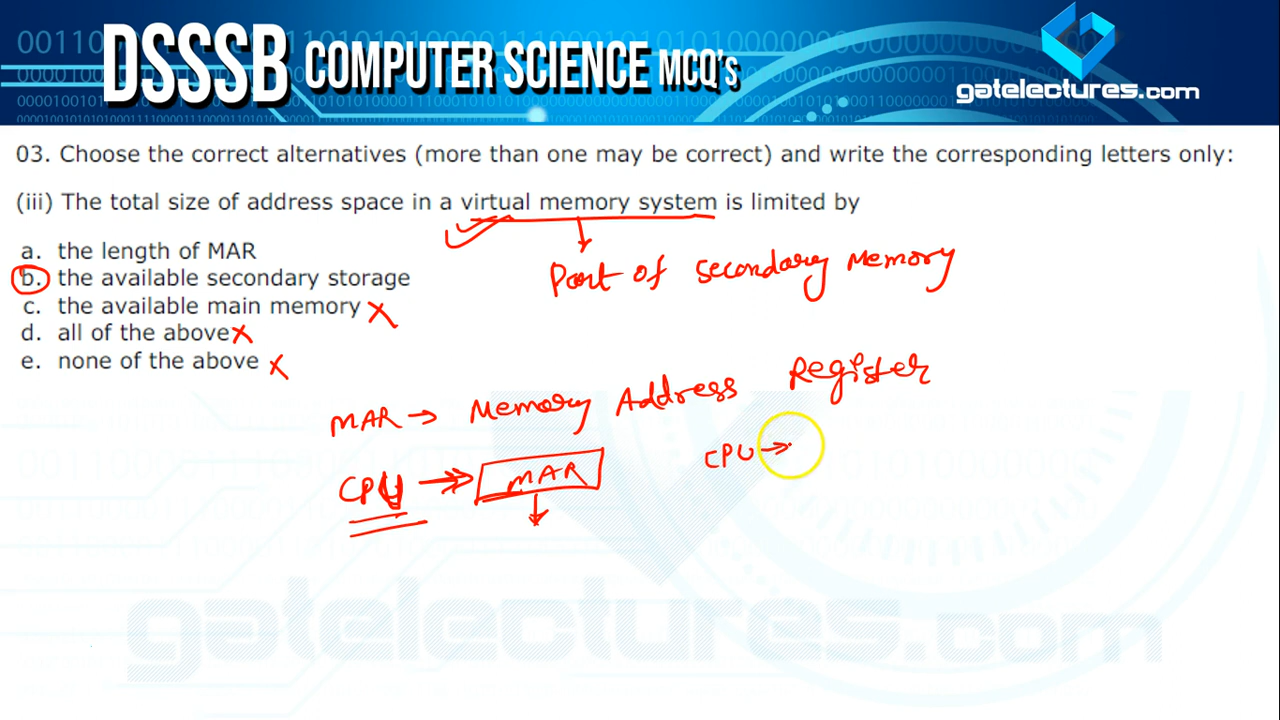 DSSSB COMPUTER SCIENCE MCQ's
gatelectures.com
03. Choose the correct alternatives (more than one may be correct) and write the corresponding letters only:
(iii) The total size of address space in a virtual memory system is limited by
a. the length of MAR
b. the available secondary storage
c. the available main memory X
d. all of the above X
e. none of the above X
Part of Secondary Memory
MAR → Memory Address Register
CPU → MAR
CPU →
gatelectures.com